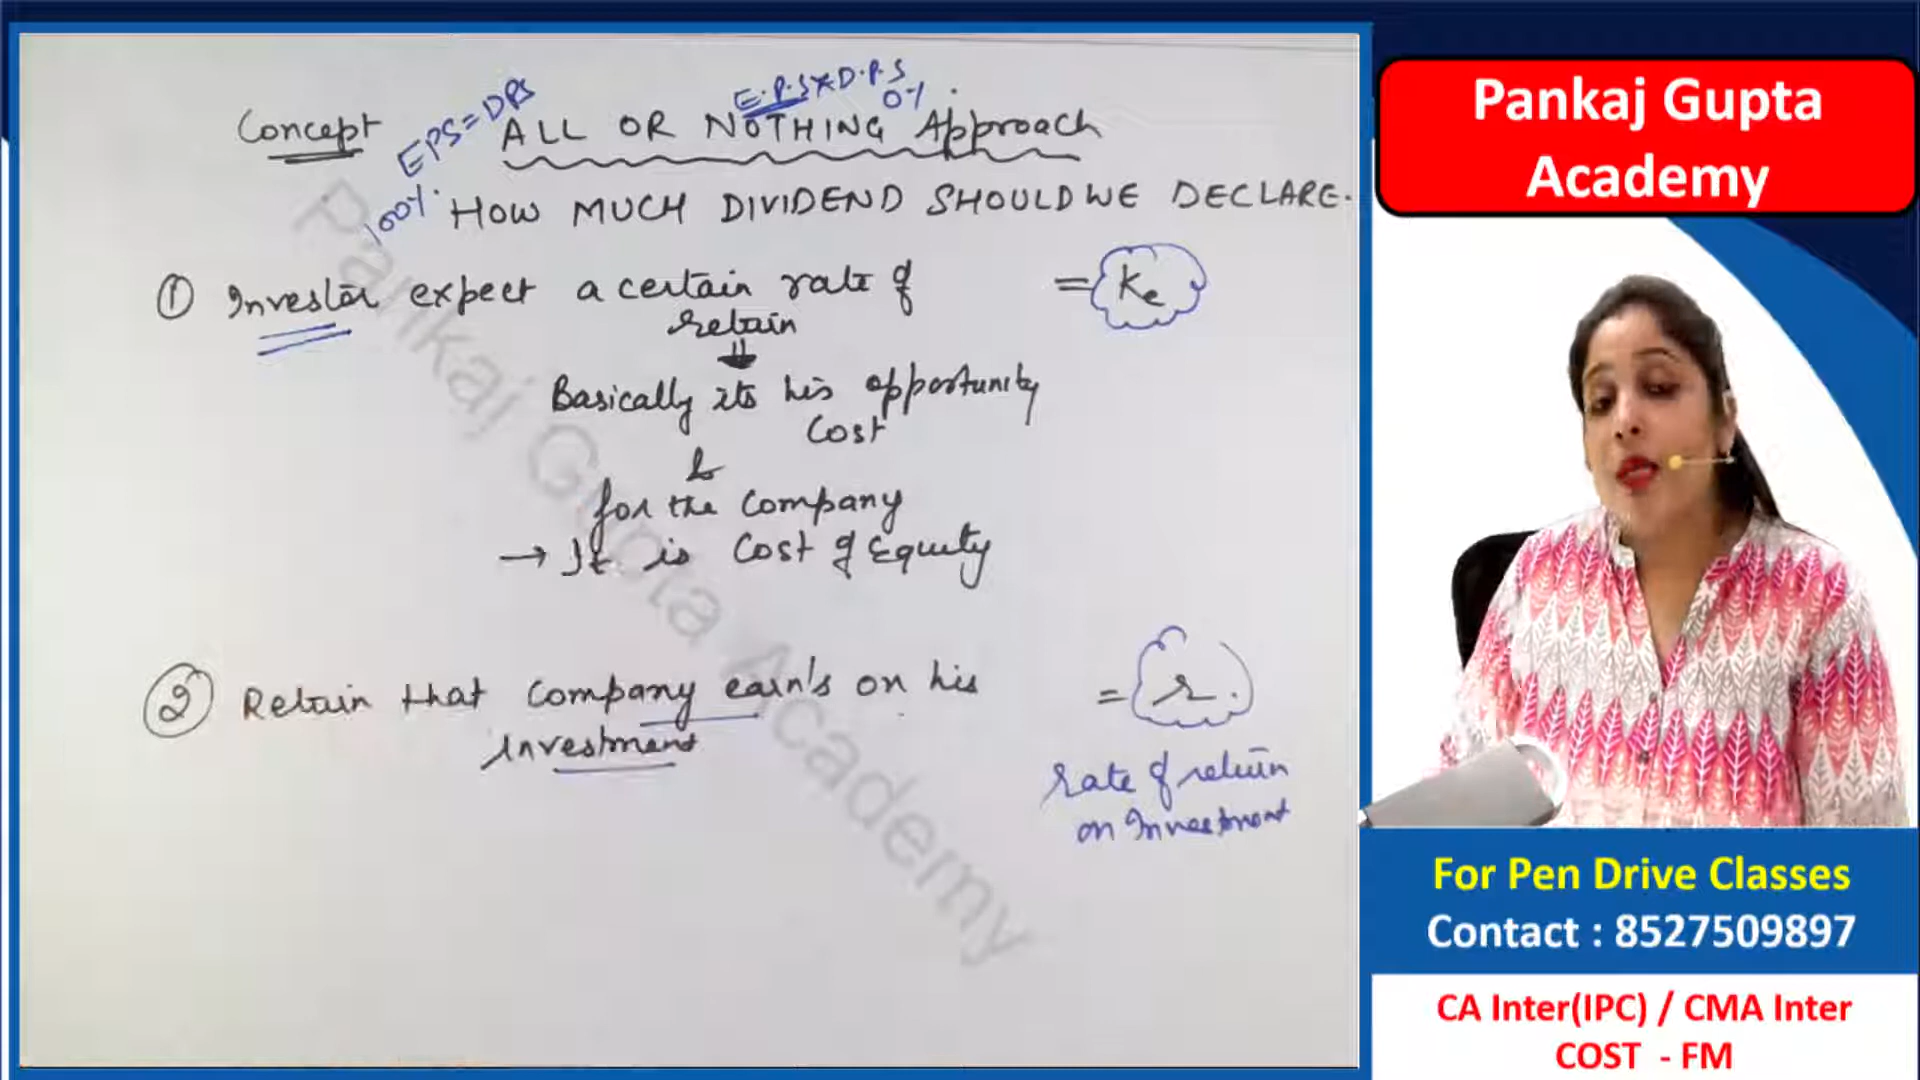 Concept
EPS = DPS
100%
E.P.S × D.P.S
0%
ALL OR NOTHING Approach
HOW MUCH DIVIDEND SHOULD WE DECLARE.
① Investor expect a certain rate of = Ke
retain
Basically its his opportunity
Cost
&
for the Company
→ It is Cost of Equity
② Retain that Company earn's on his = r.
investment
rate of return
on Investment
Pankaj Gupta Academy
Pankaj Gupta
Academy
For Pen Drive Classes
Contact : 8527509897
CA Inter(IPC) / CMA Inter
COST - FM